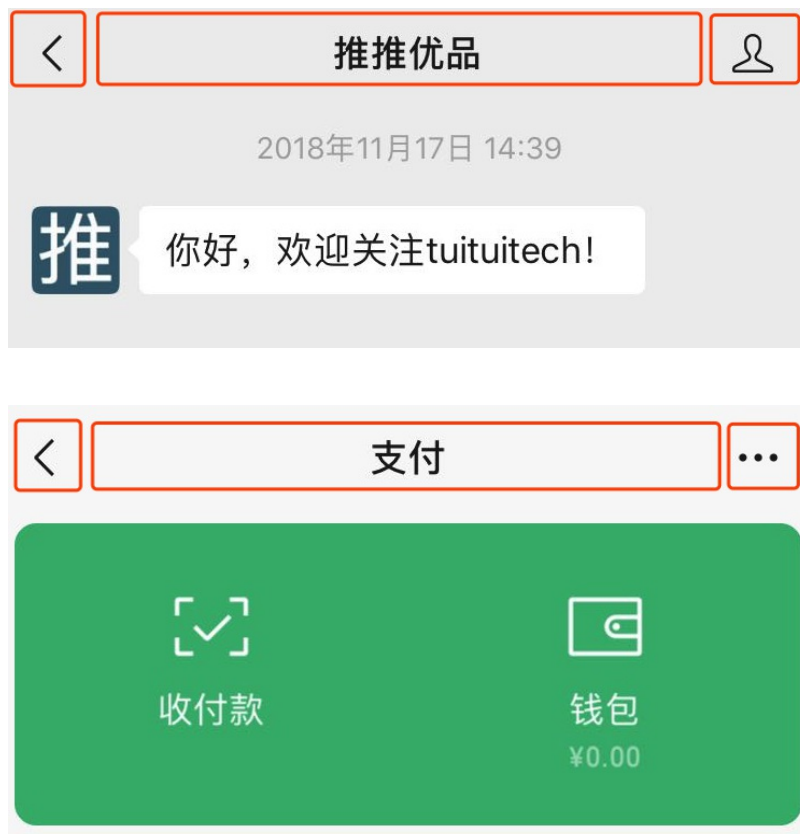 推推优品
2018年11月17日 14:39
推
你好，欢迎关注tuituitech!
支付
收付款
钱包
¥0.00